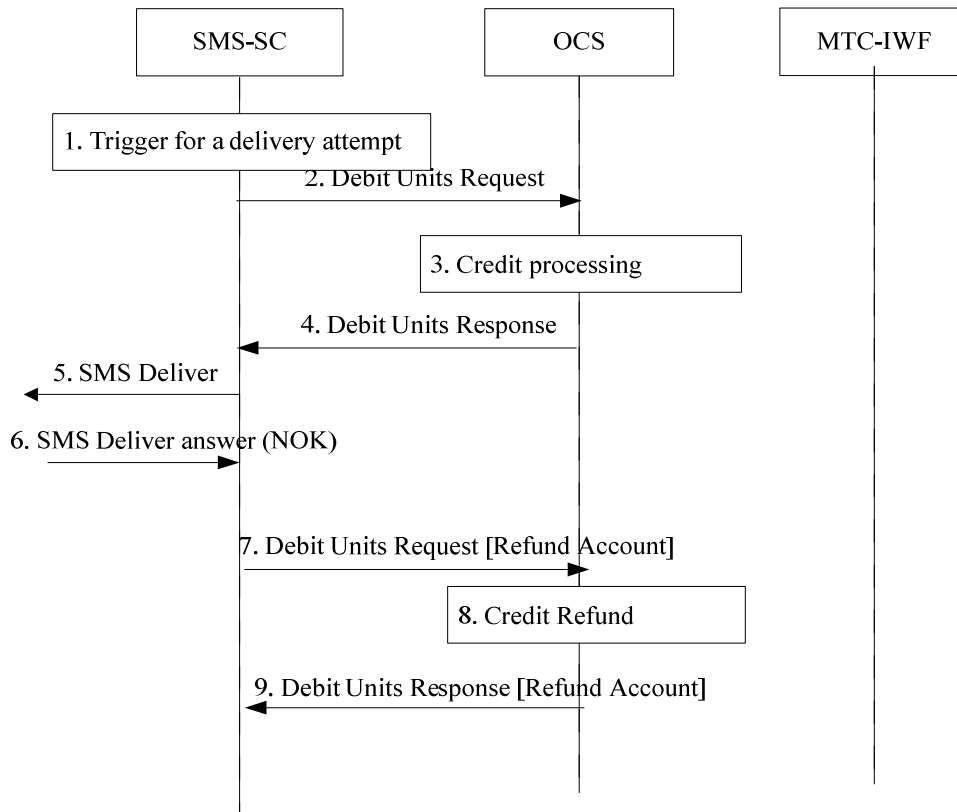 SMS-SC
OCS
MTC-IWF
1. Trigger for a delivery attempt
2. Debit Units Request
3. Credit processing
4. Debit Units Response
5. SMS Deliver
6. SMS Deliver answer (NOK)
7. Debit Units Request [Refund Account]
8. Credit Refund
9. Debit Units Response [Refund Account]